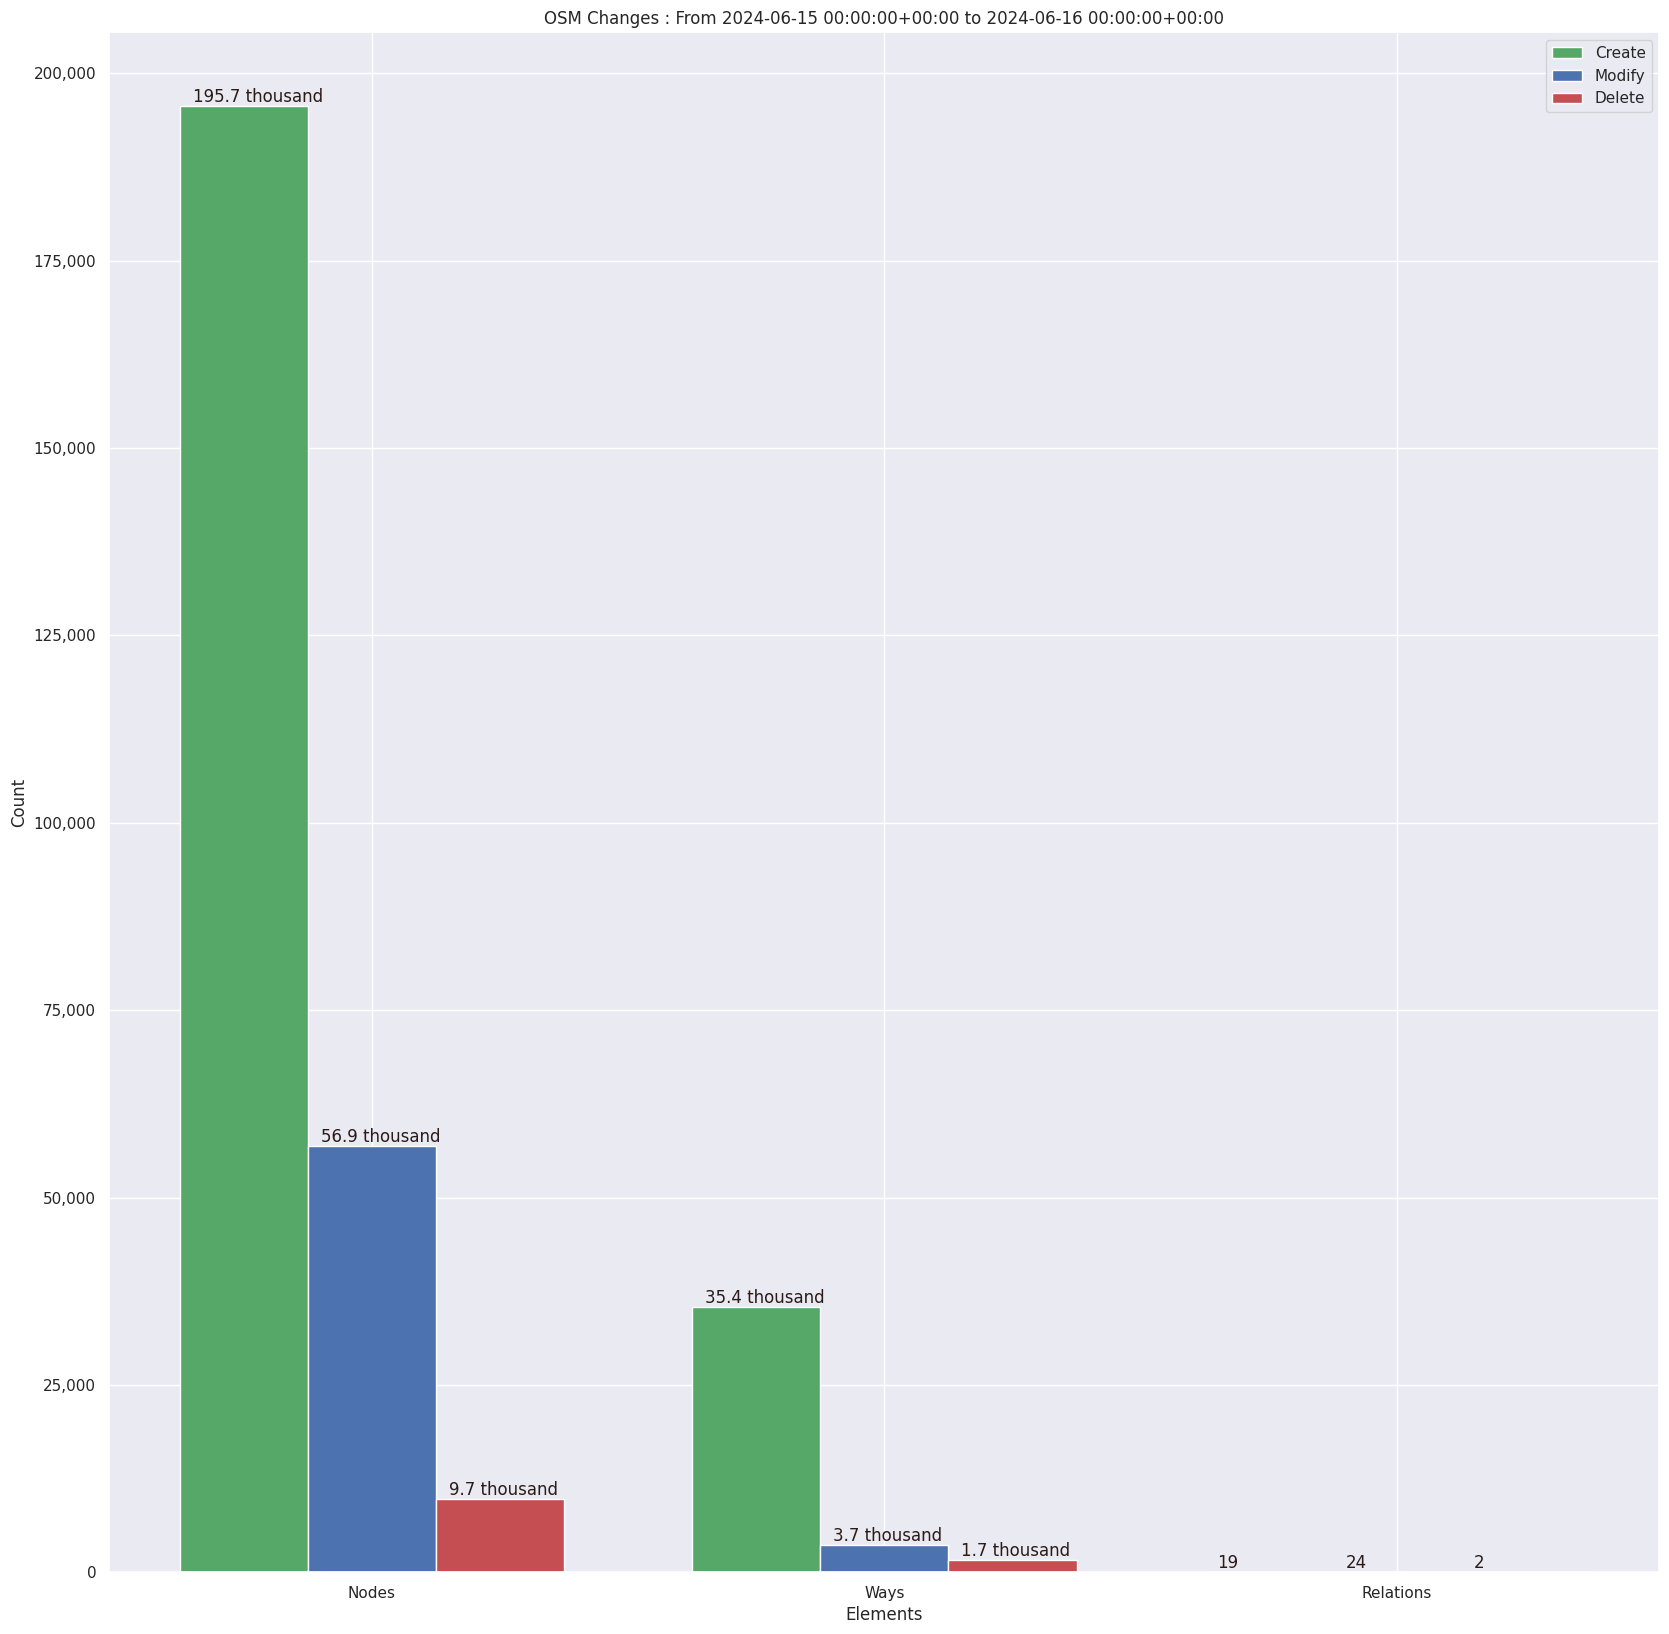 OSM Changes : From 2024-06-15 00:00:00+00:00 to 2024-06-16 00:00:00+00:00
Create
Modify
Delete
Count
200,000
175,000
150,000
125,000
100,000
75,000
50,000
25,000
0
195.7 thousand
56.9 thousand
9.7 thousand
35.4 thousand
3.7 thousand
1.7 thousand
19
24
2
Nodes
Ways
Relations
Elements